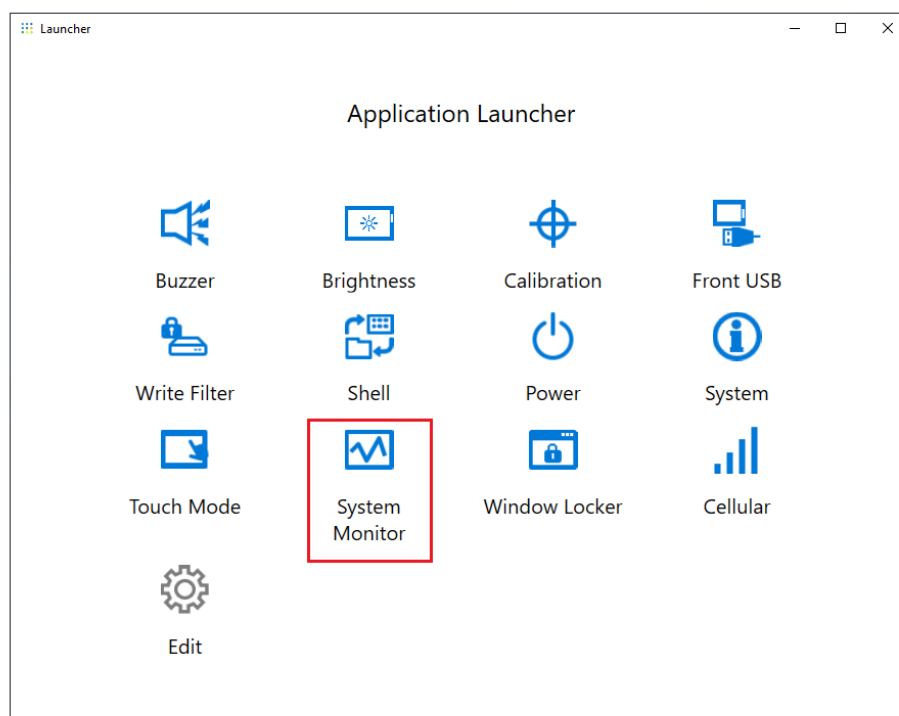 Launcher
Application Launcher
Buzzer
Brightness
Calibration
Front USB
Write Filter
Shell
Power
System
Touch Mode
System
Monitor
Window Locker
Cellular
Edit